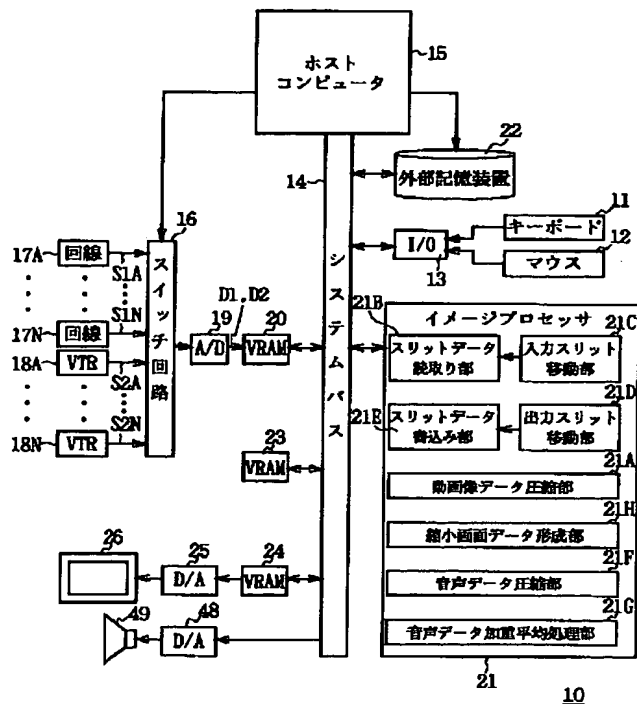 15
ホスト
コンピュータ
22
外部記憶装置
14
16
11
キーボード
12
マウス
I/O
13
17A
回線
S1A
S1N
17N
回線
18A
VTR
S2A
S2N
18N
VTR
スイッチ回路
D1,D2
19
A/D
20
VRAM
システムバス
23
VRAM
21B
イメージプロセッサ
21C
スリットデータ
読取り部
入力スリット
移動部
21D
21E
スリットデータ
書込み部
出力スリット
移動部
21A
動画像データ圧縮部
21H
縮小画面データ形成部
21F
音声データ圧縮部
21G
音声データ加重平均処理部
26
25
D/A
24
VRAM
49
48
D/A
21
10